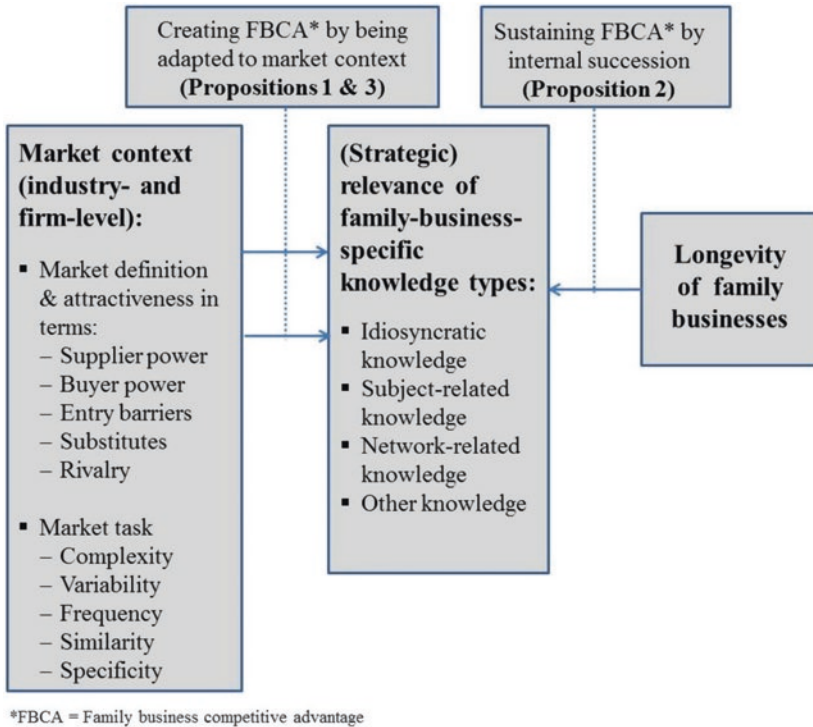 Creating FBCA* by being
adapted to market context
(Propositions 1 & 3)
Sustaining FBCA* by
internal succession
(Proposition 2)
Market context
(industry- and
firm-level):
▪ Market definition
& attractiveness in
terms:
– Supplier power
– Buyer power
– Entry barriers
– Substitutes
– Rivalry
▪ Market task
– Complexity
– Variability
– Frequency
– Similarity
– Specificity
(Strategic)
relevance of
family-business-
specific
knowledge types:
▪ Idiosyncratic
knowledge
▪ Subject-related
knowledge
▪ Network-related
knowledge
▪ Other knowledge
Longevity
of family
businesses
*FBCA = Family business competitive advantage